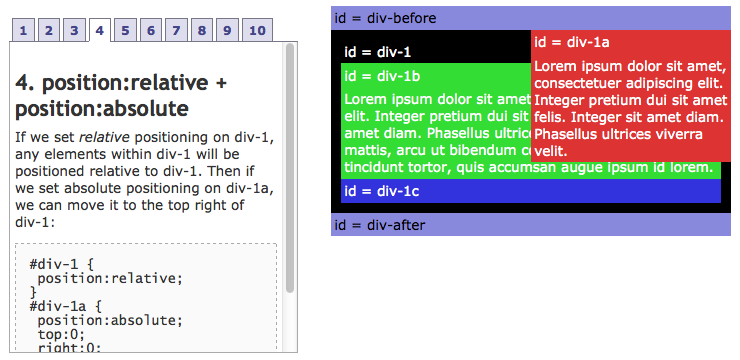 1 2 3 4 5 6 7 8 9 10
4. position:relative +
position:absolute
If we set relative positioning on div-1,
any elements within div-1 will be
positioned relative to div-1. Then if
we set absolute positioning on div-1a,
we can move it to the top right of
div-1:
#div-1 {
position:relative;
}
#div-1a {
position:absolute;
top:0;
right:0;
id = div-before
id = div-1
id = div-1b
Lorem ipsum dolor sit amet
elit. Integer pretium dui sit
amet diam. Phasellus ultric
mattis, arcu ut bibendum c
tincidunt tortor, quis accumsan augue ipsum id lorem.
id = div-1a
Lorem ipsum dolor sit amet,
consectetuer adipiscing elit.
Integer pretium dui sit amet
felis. Integer sit amet diam.
Phasellus ultrices viverra
velit.
id = div-1c
id = div-after